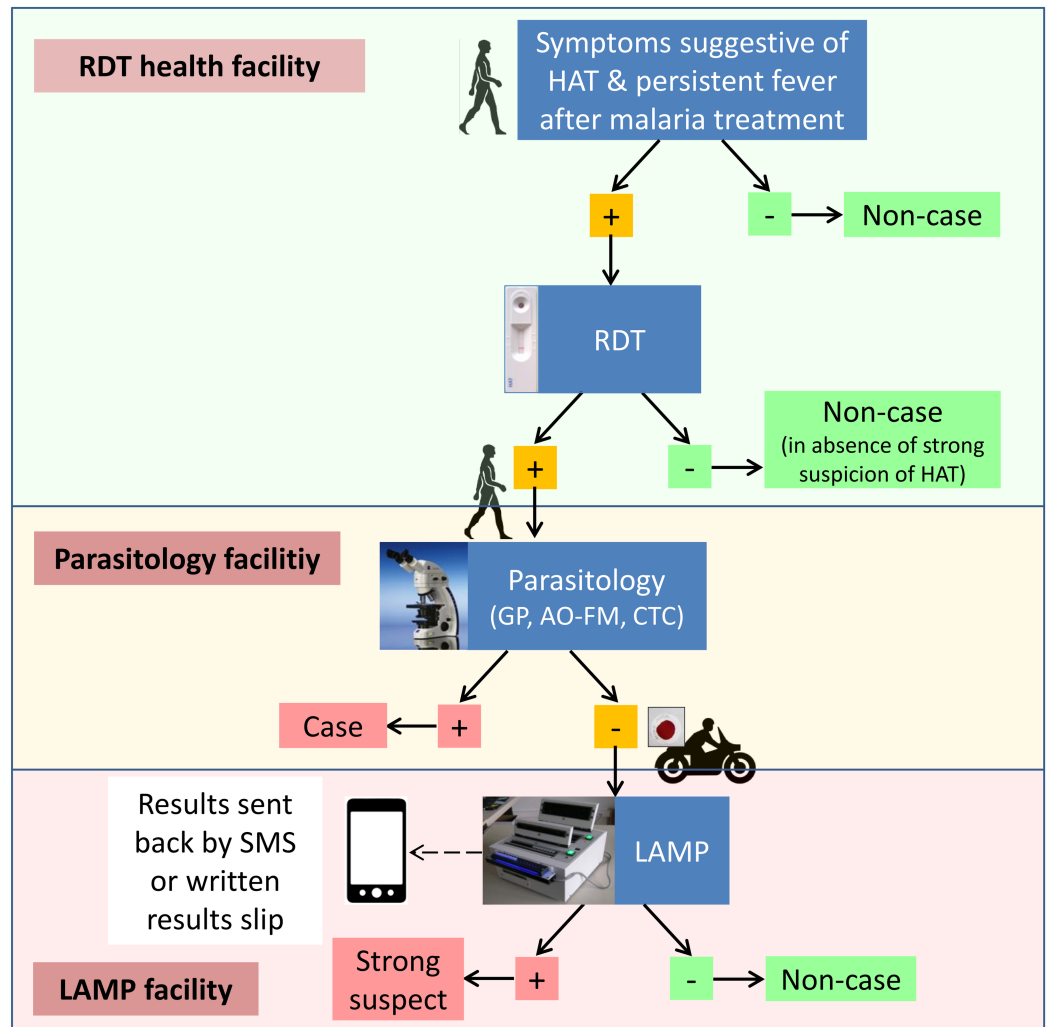 RDT health facility
Symptoms suggestive of
HAT & persistent fever
after malaria treatment
+
-
Non-case
RDT
HAT
+
-
Non-case
(in absence of strong
suspicion of HAT)
Parasitology facilitiy
Parasitology
(GP, AO-FM, CTC)
Case
+
-
Results sent
back by SMS
or written
results slip
LAMP
Strong
suspect
+
-
Non-case
LAMP facility